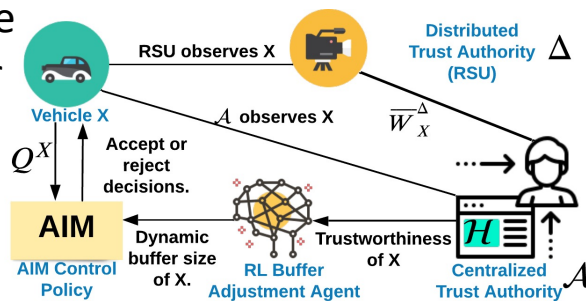 e
RSU observes X
Distributed
Trust Authority
(RSU)
Δ
Vehicle X
𝒜 observes X
W̅_X^Δ
Q^X
Accept or
reject
decisions.
AIM
AIM Control
Policy
Dynamic
buffer size
of X.
RL Buffer
Adjustment Agent
Trustworthiness
of X
ℋ
Centralized
Trust Authority
𝒜